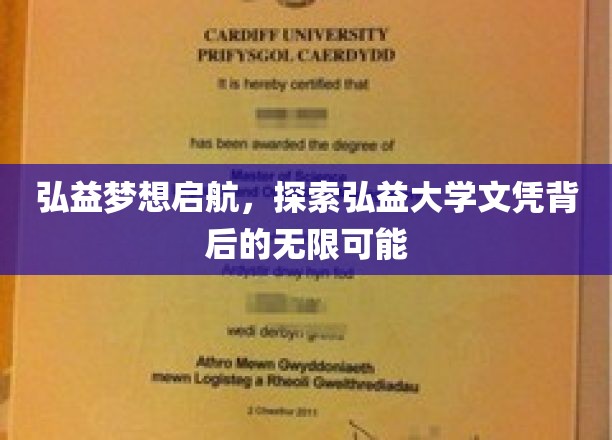 CARDIFF UNIVERSITY
PRIFYSGOL CAERDYDD
It is hereby certified that
has been awarded the degree of
Master of Science
弘益梦想启航，探索弘益大学文凭背
后的无限可能
Ardystir drwy hyn fod
wedi derbyn
Athro Mewn Gwyddoniaeth
mewn Logisteg a Rheoli Gweithrediadau
2 Chwefror 2011